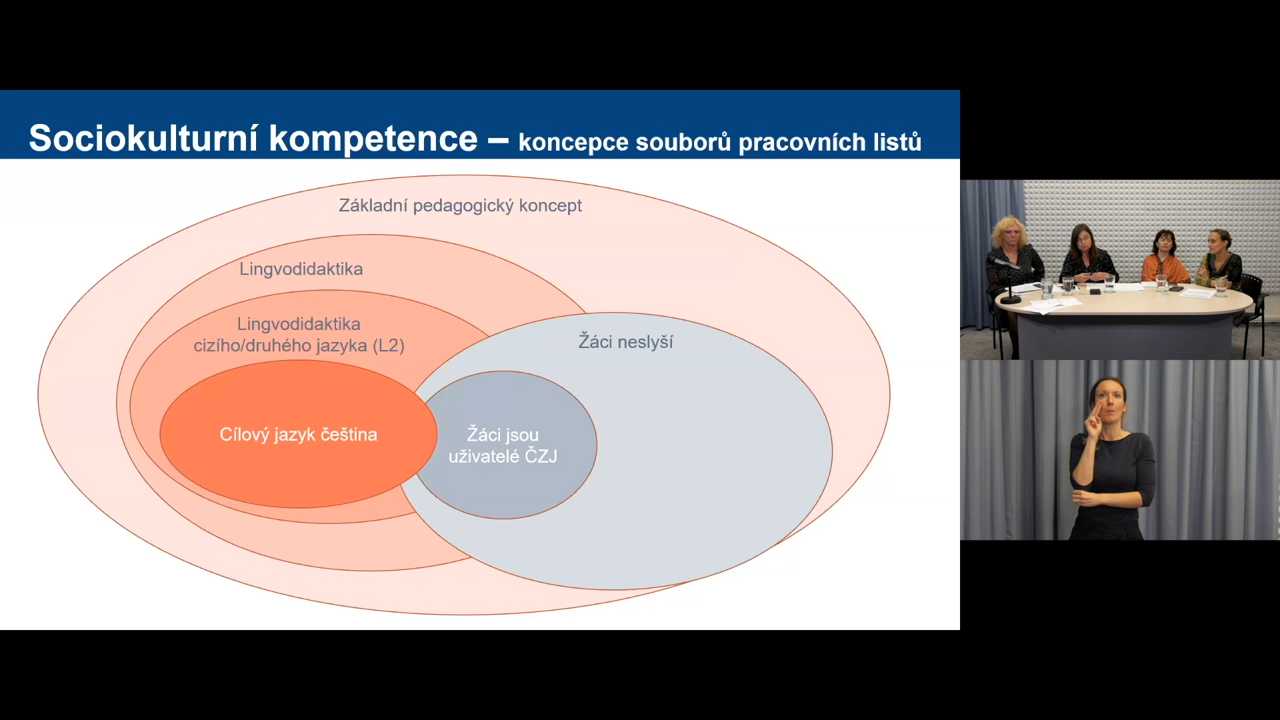 Sociokulturní kompetence – koncepce souborů pracovních listů
Základní pedagogický koncept
Lingvodidaktika
Lingvodidaktika
cizího/druhého jazyka (L2)
Žáci neslyší
Cílový jazyk čeština
Žáci jsou
uživatelé ČZJ